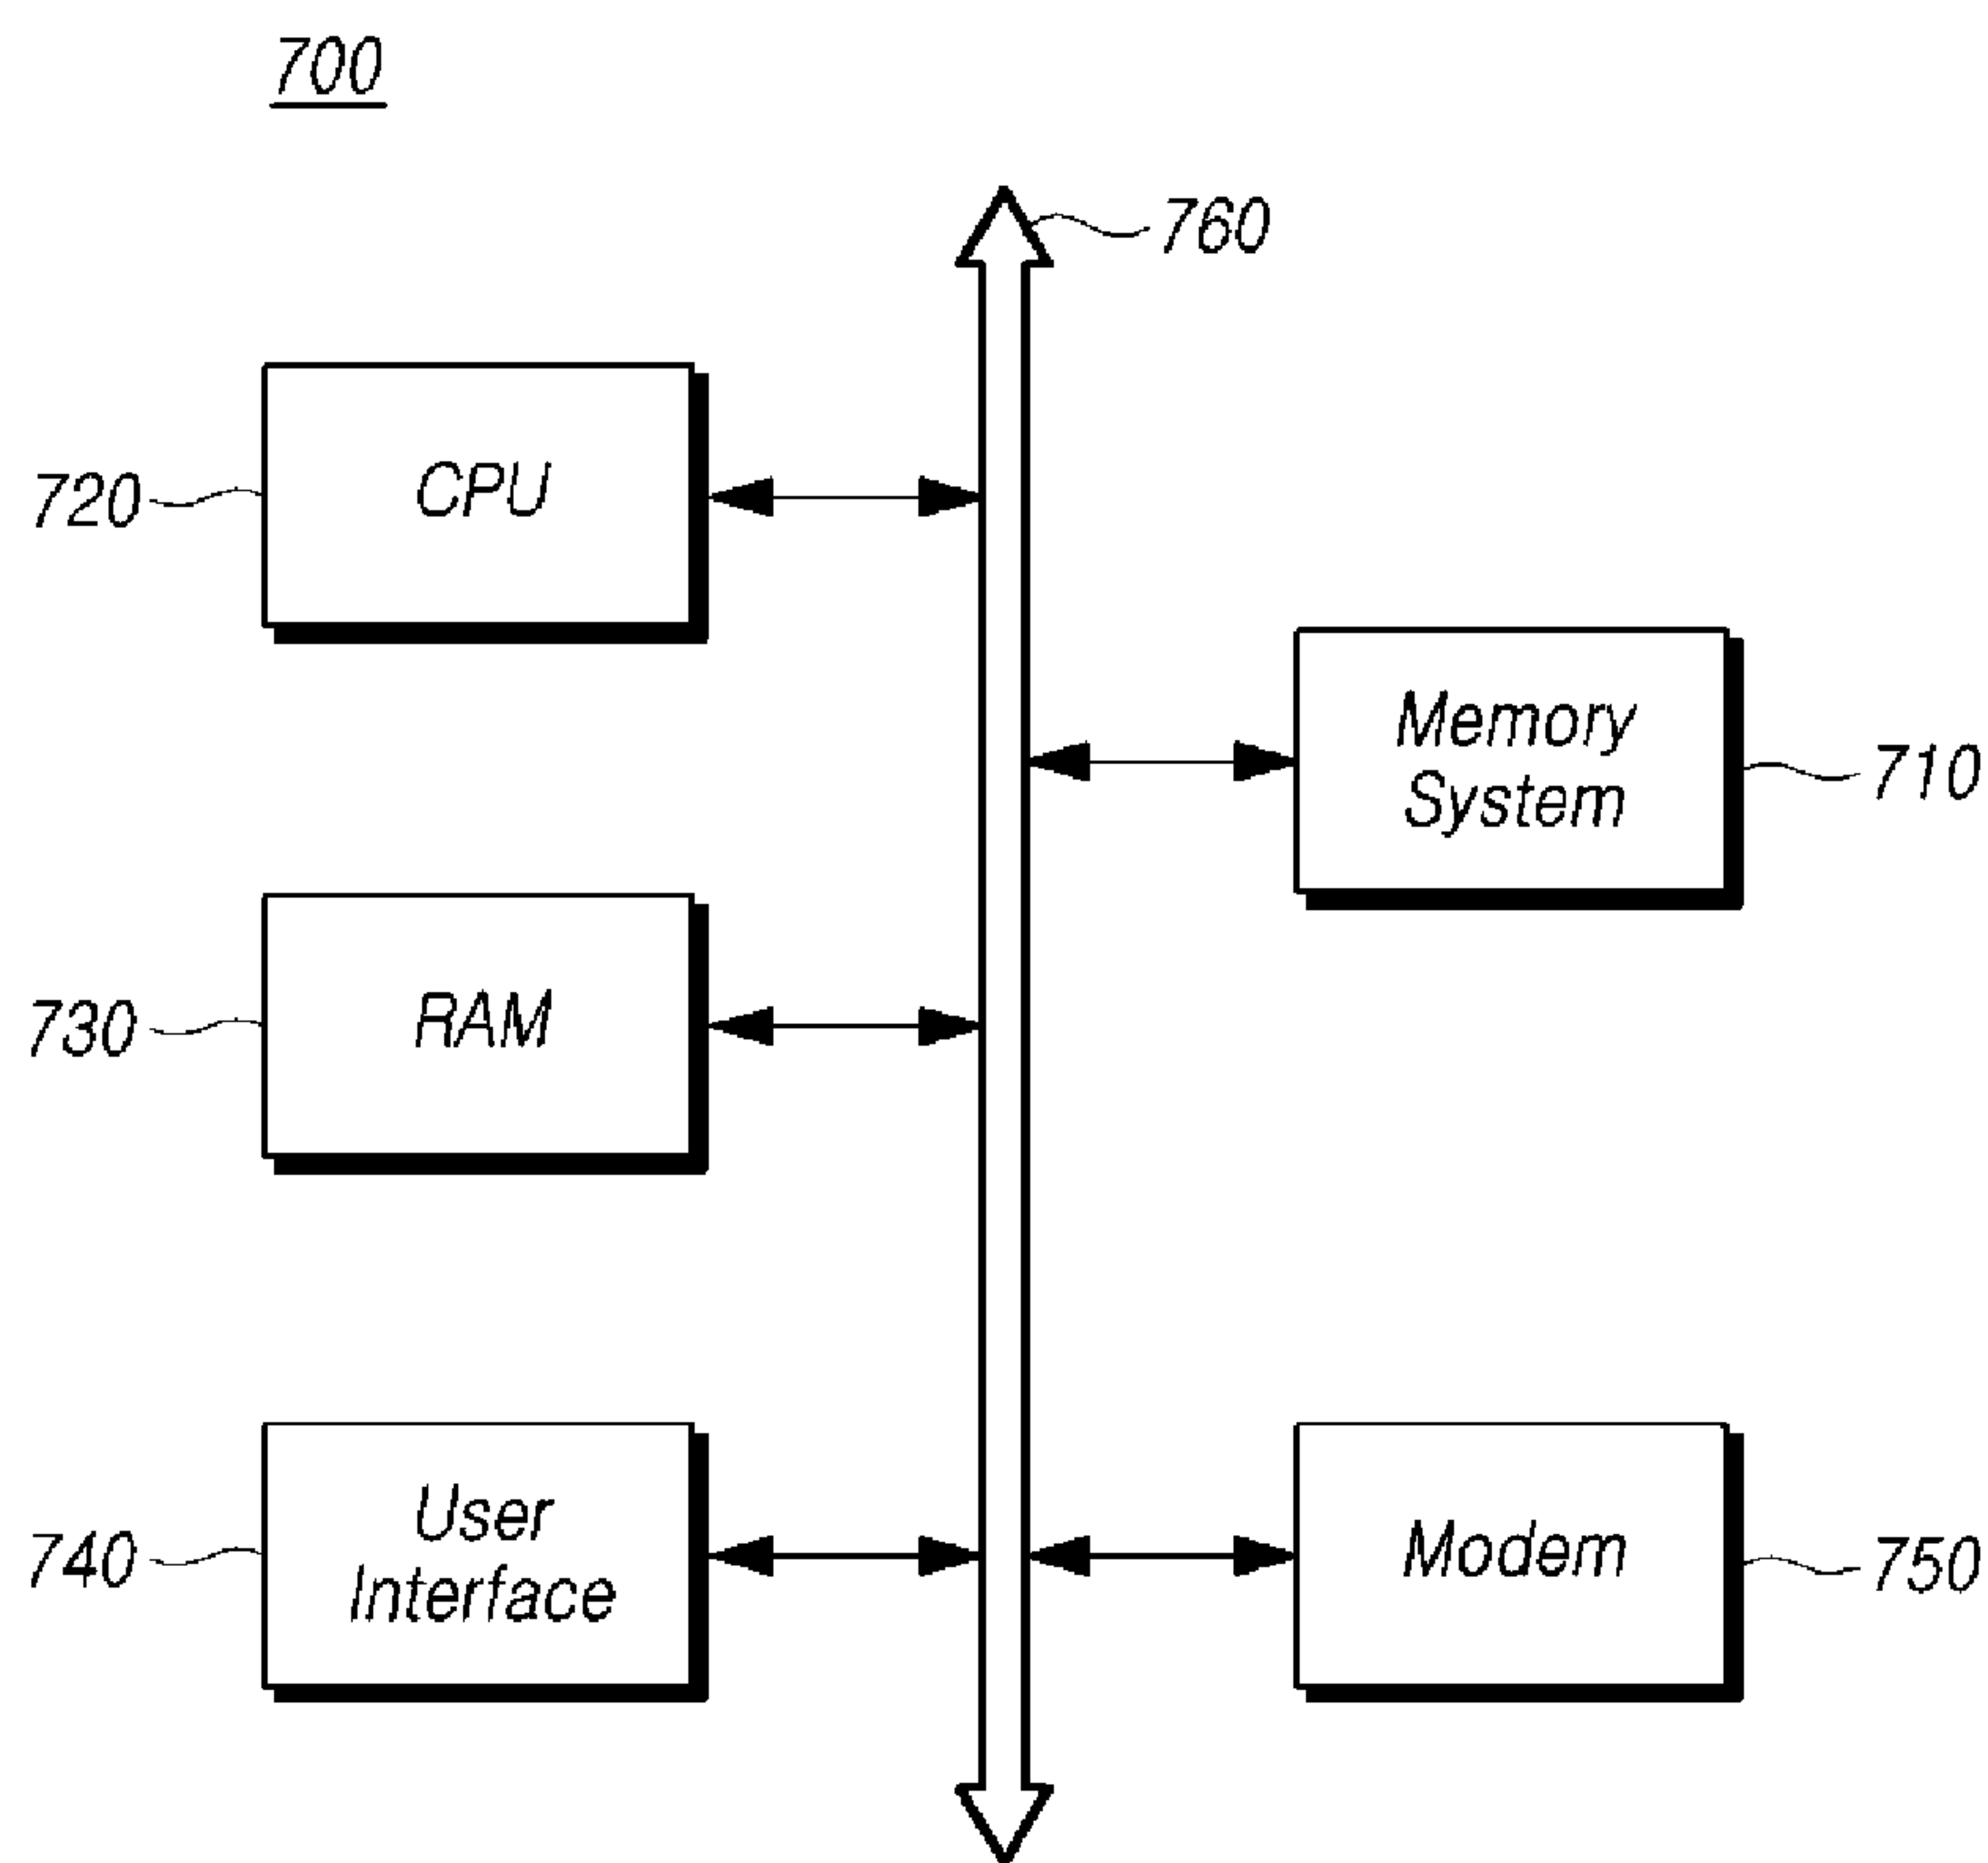 700
760
CPU
720
Memory
System
710
RAM
730
User
Interface
740
Modem
750